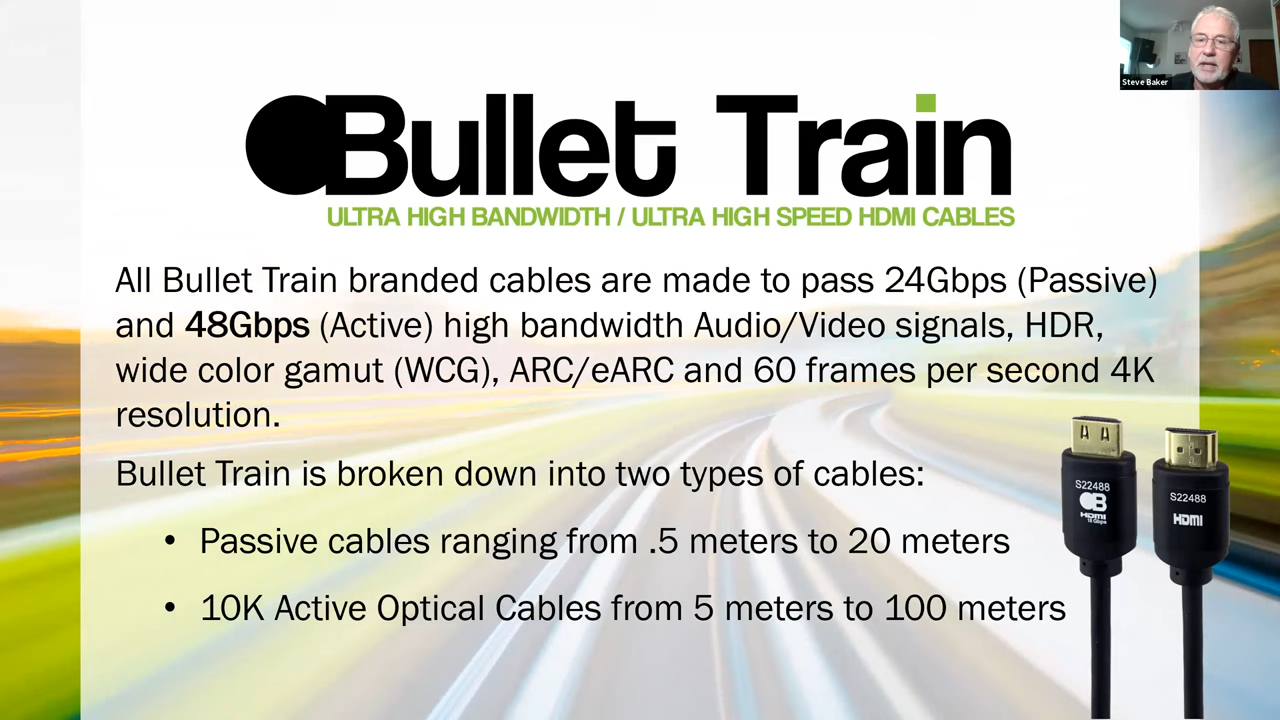 Steve Baker
Bullet Train
ULTRA HIGH BANDWIDTH / ULTRA HIGH SPEED HDMI CABLES
All Bullet Train branded cables are made to pass 24Gbps (Passive)
and 48Gbps (Active) high bandwidth Audio/Video signals, HDR,
wide color gamut (WCG), ARC/eARC and 60 frames per second 4K
resolution.
Bullet Train is broken down into two types of cables:
• Passive cables ranging from .5 meters to 20 meters
• 10K Active Optical Cables from 5 meters to 100 meters
S22488
B
HDMI
18 Gbps
S22488
HDMI